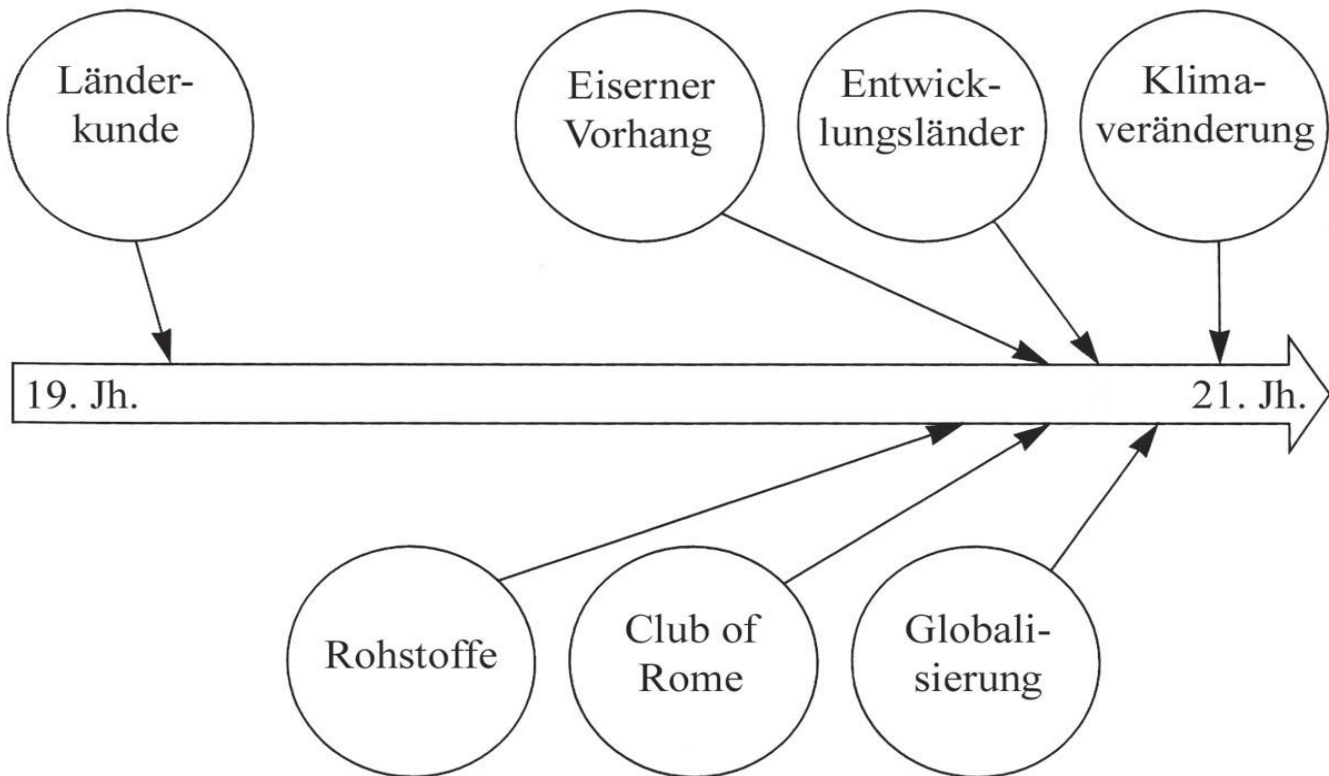 Länder-
kunde
Eiserner
Vorhang
Entwick-
lungsländer
Klima-
veränderung
19. Jh.
21. Jh.
Rohstoffe
Club of
Rome
Globali-
sierung